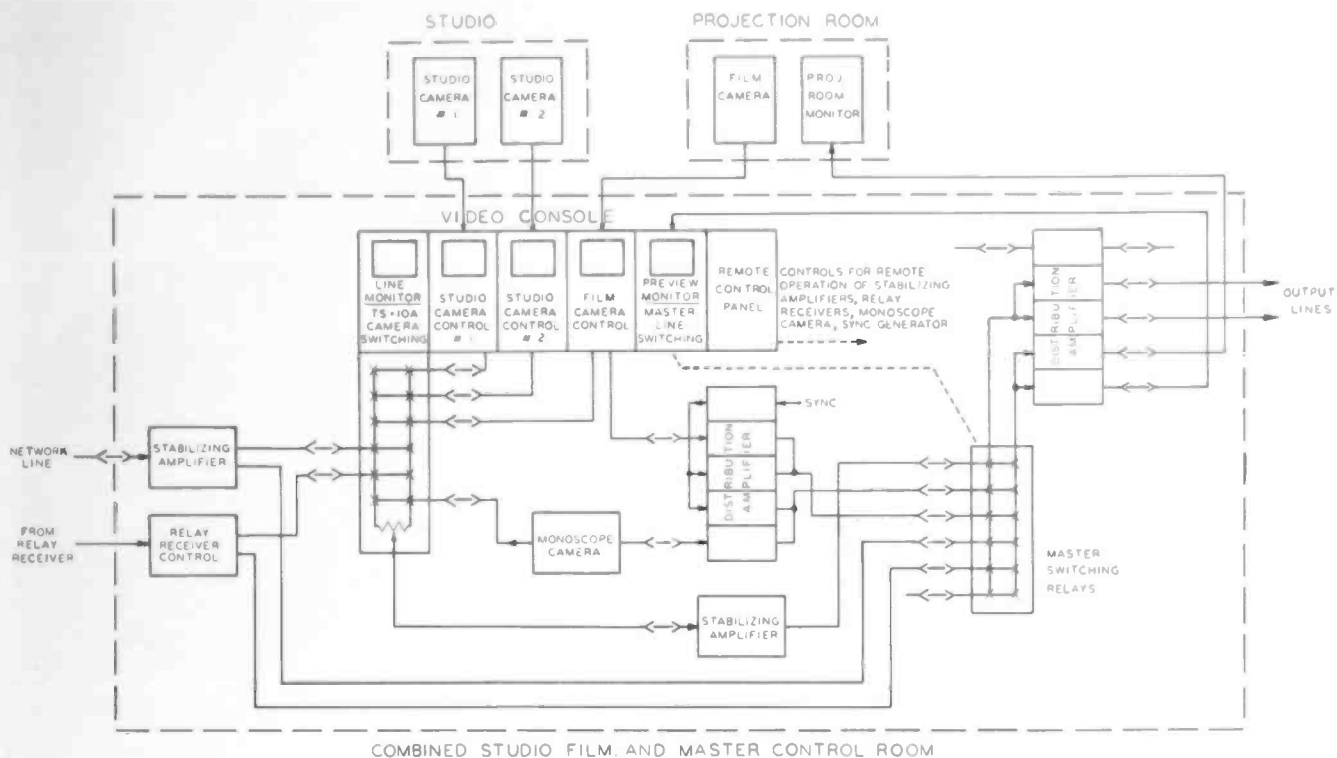 STUDIO
PROJECTION ROOM
STUDIO
CAMERA
# 1
STUDIO
CAMERA
# 2
FILM
CAMERA
PROJ.
ROOM
MONITOR
VIDEO CONSOLE
LINE
MONITOR
TS-10A
CAMERA
SWITCHING
STUDIO
CAMERA
CONTROL
# 1
STUDIO
CAMERA
CONTROL
# 2
FILM
CAMERA
CONTROL
PREVIEW
MONITOR
MASTER
LINE
SWITCHING
REMOTE
CONTROL
PANEL
CONTROLS FOR REMOTE
OPERATION OF STABILIZING
AMPLIFIERS, RELAY
RECEIVERS, MONOSCOPE
CAMERA, SYNC GENERATOR
DISTRIBUTION
AMPLIFIER
OUTPUT
LINES
SYNC
DISTRIBUTION
AMPLIFIER
NETWORK
LINE
STABILIZING
AMPLIFIER
FROM
RELAY
RECEIVER
RELAY
RECEIVER
CONTROL
MONOSCOPE
CAMERA
STABILIZING
AMPLIFIER
MASTER
SWITCHING
RELAYS
COMBINED STUDIO FILM, AND MASTER CONTROL ROOM